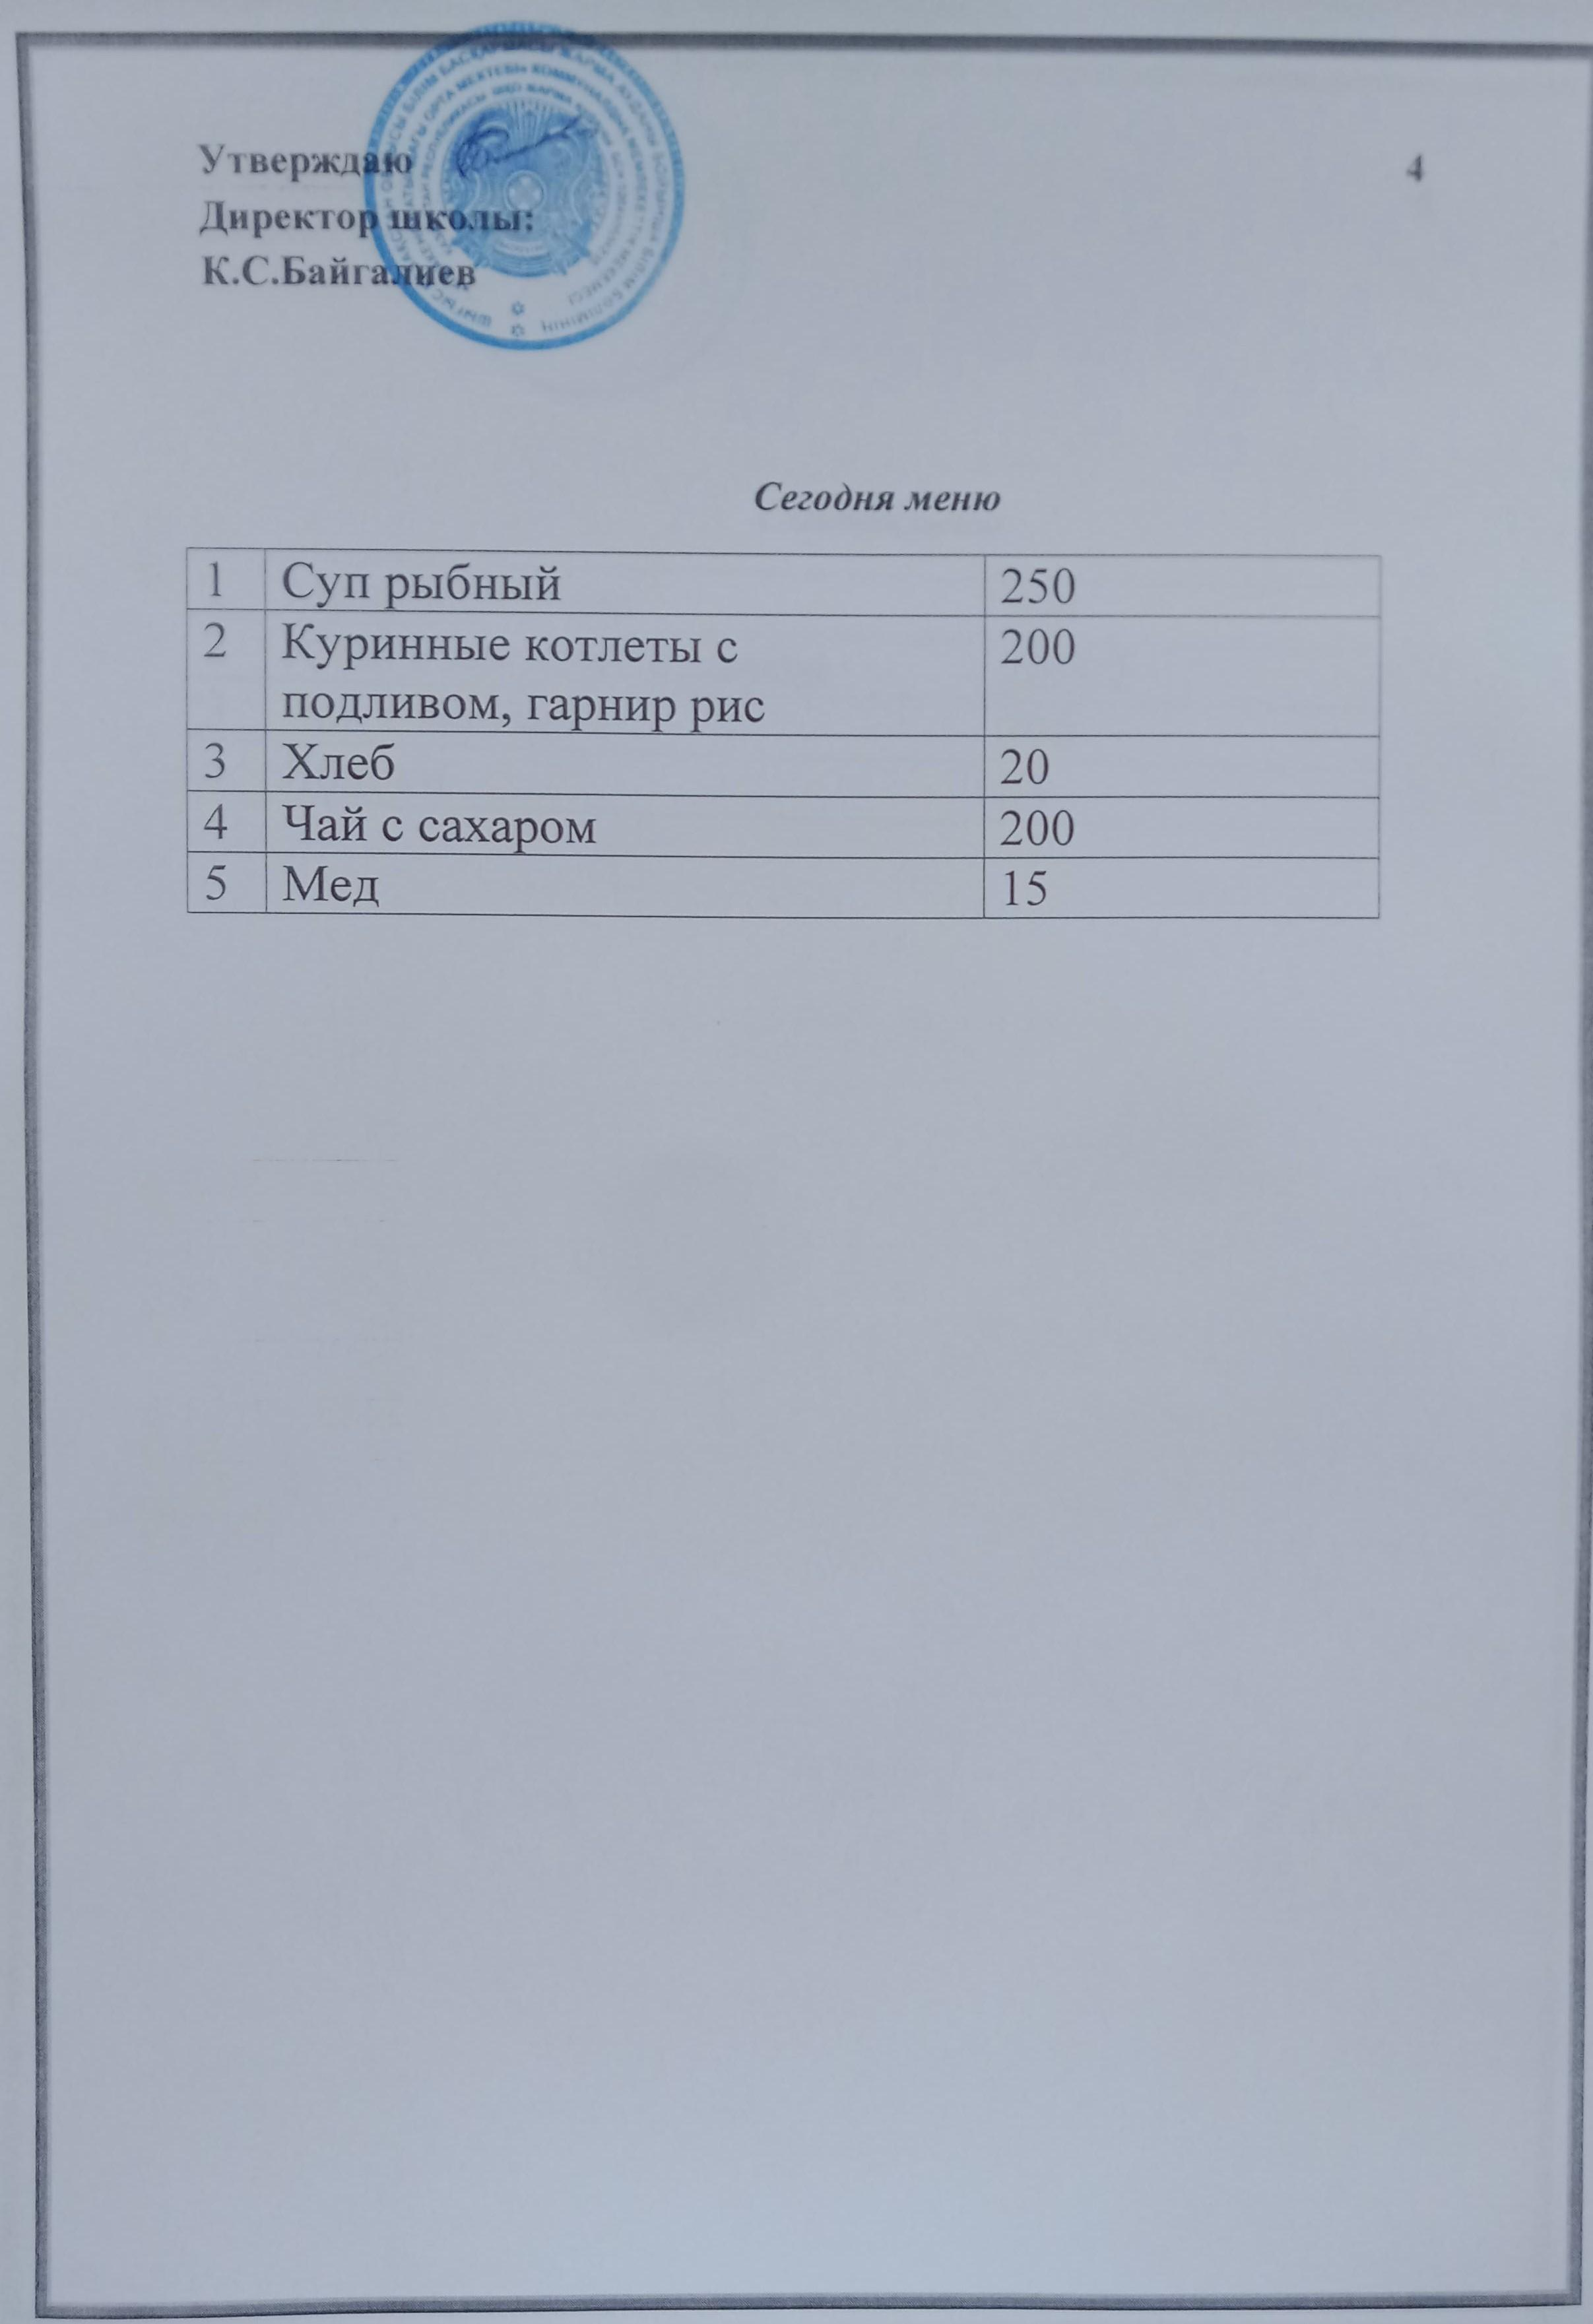 Утверждаю
4
Директор школы:
К.С.Байгалиев
Сегодня меню
1 Суп рыбный 250
2 Куринные котлеты с 200
подливом, гарнир рис
3 Хлеб 20
4 Чай с сахаром 200
5 Мед 15